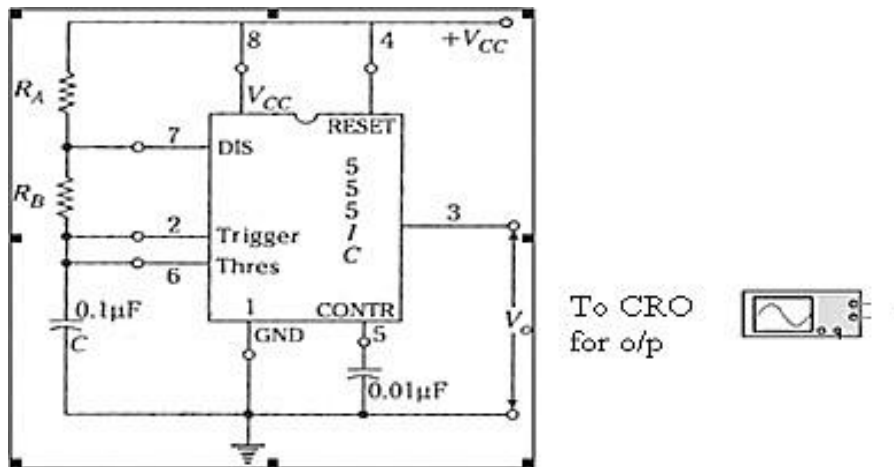 8
4
+VCC
RA
VCC
RESET
7
DIS
5
5
5
I
C
RB
2
Trigger
3
6
Thres
0.1µF
1
CONTR
C
GND
5
Vo
0.01µF
To CRO
for o/p